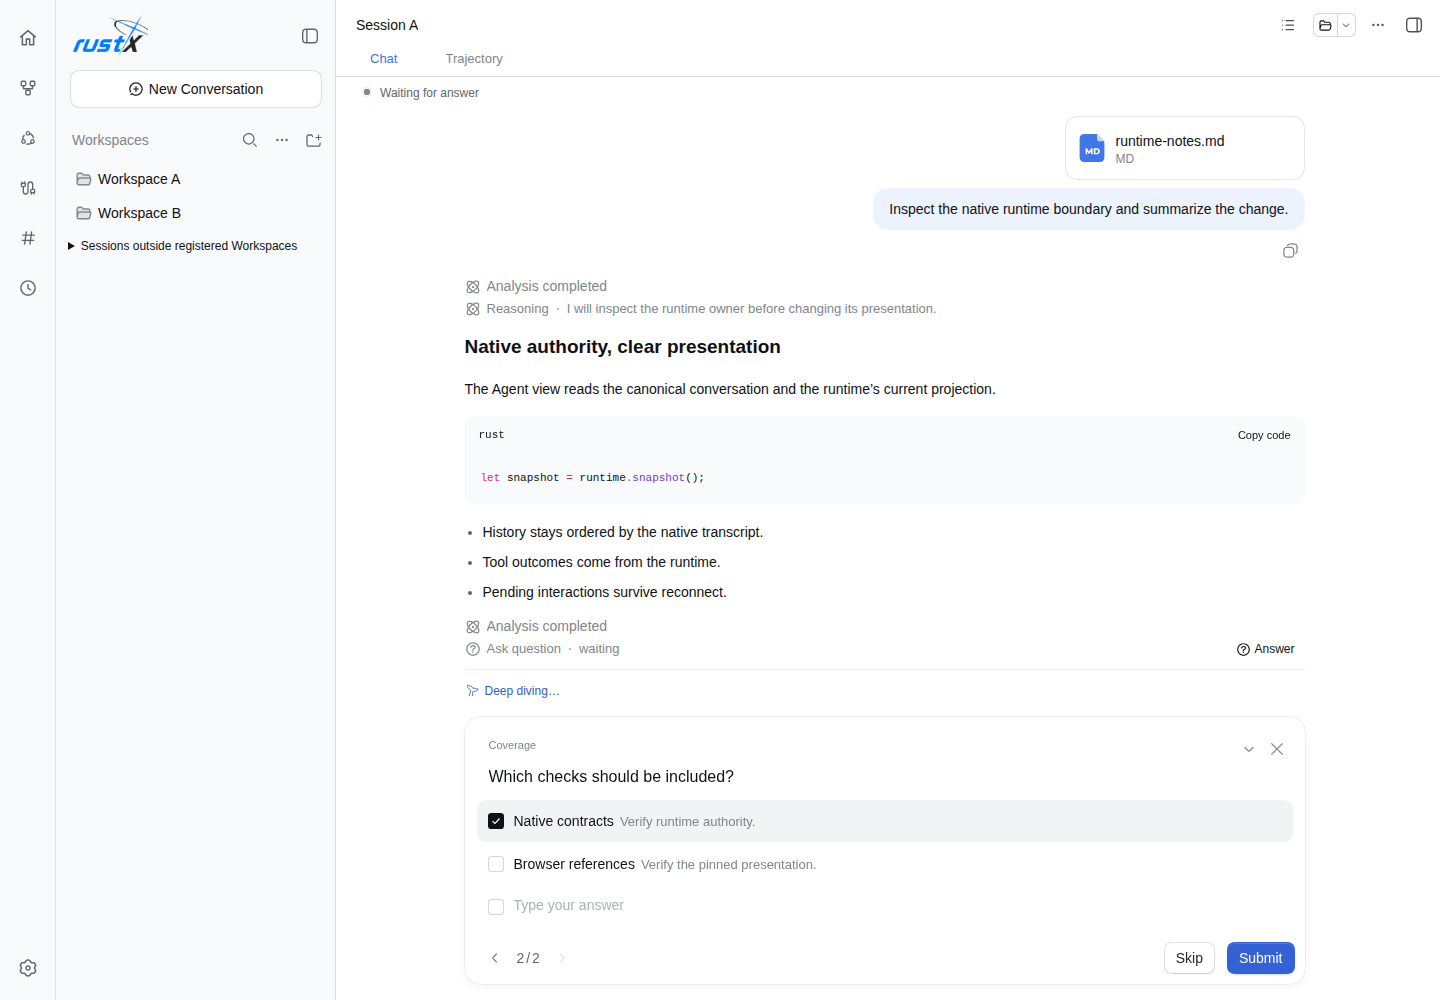 rustX
New Conversation
Workspaces
Workspace A
Workspace B
Sessions outside registered Workspaces
Session A
Chat
Trajectory
Waiting for answer
MD
runtime-notes.md
MD
Inspect the native runtime boundary and summarize the change.
Analysis completed
Reasoning · I will inspect the runtime owner before changing its presentation.
Native authority, clear presentation
The Agent view reads the canonical conversation and the runtime’s current projection.
rust
Copy code
let snapshot = runtime.snapshot();
• History stays ordered by the native transcript.
• Tool outcomes come from the runtime.
• Pending interactions survive reconnect.
Analysis completed
Ask question · waiting
Answer
Deep diving…
Coverage
Which checks should be included?
Native contracts Verify runtime authority.
Browser references Verify the pinned presentation.
Type your answer
2/2
Skip
Submit